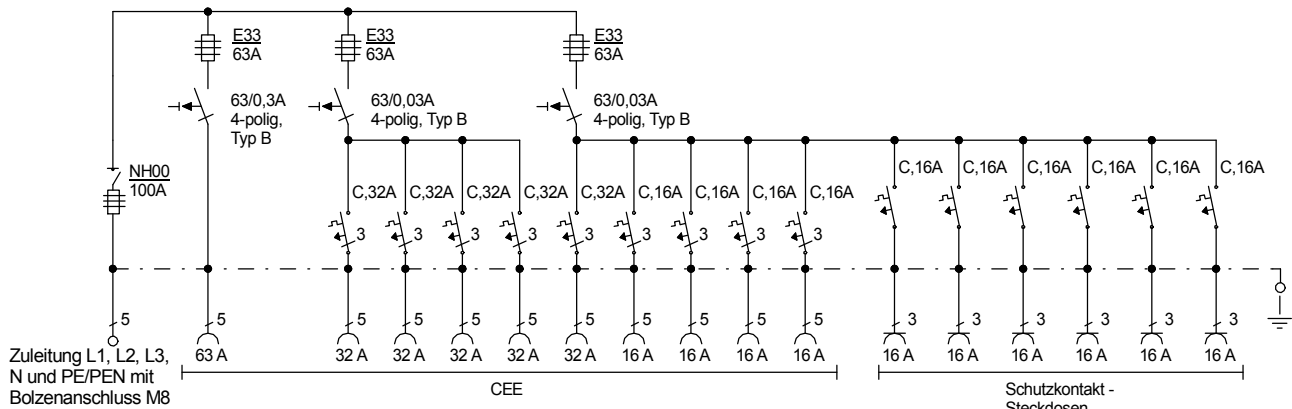 E33
63A
E33
63A
E33
63A
63/0,3A
4-polig,
Typ B
63/0,03A
4-polig, Typ B
63/0,03A
4-polig, Typ B
NH00
100A
C,32A C,32A C,32A C,32A C,32A C,16A C,16A C,16A C,16A
C,16A C,16A C,16A C,16A C,16A C,16A
3 3 3 3 3 3 3 3 3
5 5 5 5 5 5 5 5 5 5 5 3 3 3 3 3 3
63 A 32 A 32 A 32 A 32 A 32 A 16 A 16 A 16 A 16 A 16 A 16 A 16 A 16 A 16 A 16 A
Zuleitung L1, L2, L3,
N und PE/PEN mit
Bolzenanschluss M8
CEE
Schutzkontakt -
Steckdosen